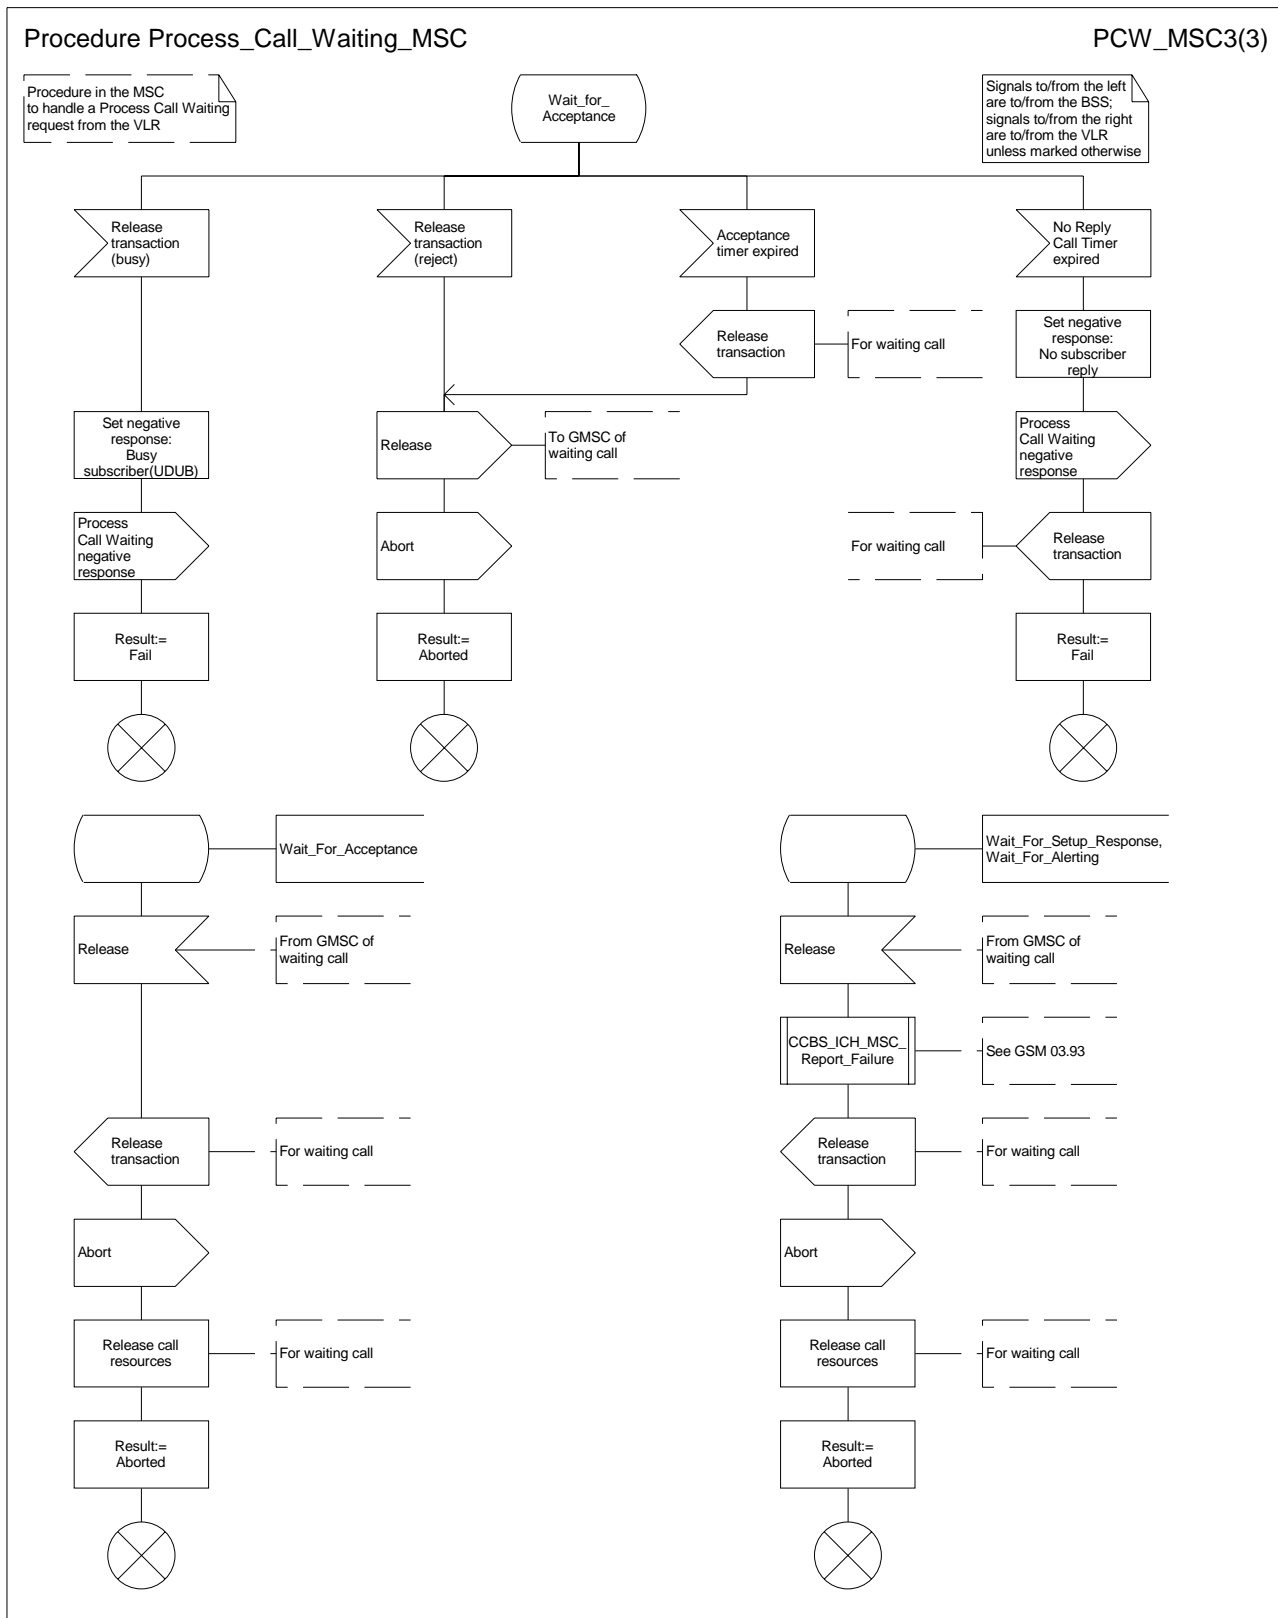 Procedure Process_Call_Waiting_MSC
PCW_MSC3(3)
Procedure in the MSC
to handle a Process Call Waiting
request from the VLR
Wait_for_
Acceptance
Signals to/from the left
are to/from the BSS;
signals to/from the right
are to/from the VLR
unless marked otherwise
Release
transaction
(busy)
Release
transaction
(reject)
Acceptance
timer expired
No Reply
Call Timer
expired
Release
transaction
For waiting call
Set negative
response:
No subscriber
reply
Set negative
response:
Busy
subscriber(UDUB)
Release
To GMSC of
waiting call
Process
Call Waiting
negative
response
Process
Call Waiting
negative
response
Abort
For waiting call
Release
transaction
Result:=
Fail
Result:=
Aborted
Result:=
Fail
Wait_For_Acceptance
Wait_For_Setup_Response,
Wait_For_Alerting
Release
From GMSC of
waiting call
Release
From GMSC of
waiting call
CCBS_ICH_MSC_
Report_Failure
See GSM 03.93
Release
transaction
For waiting call
Release
transaction
For waiting call
Abort
Abort
Release call
resources
For waiting call
Release call
resources
For waiting call
Result:=
Aborted
Result:=
Aborted